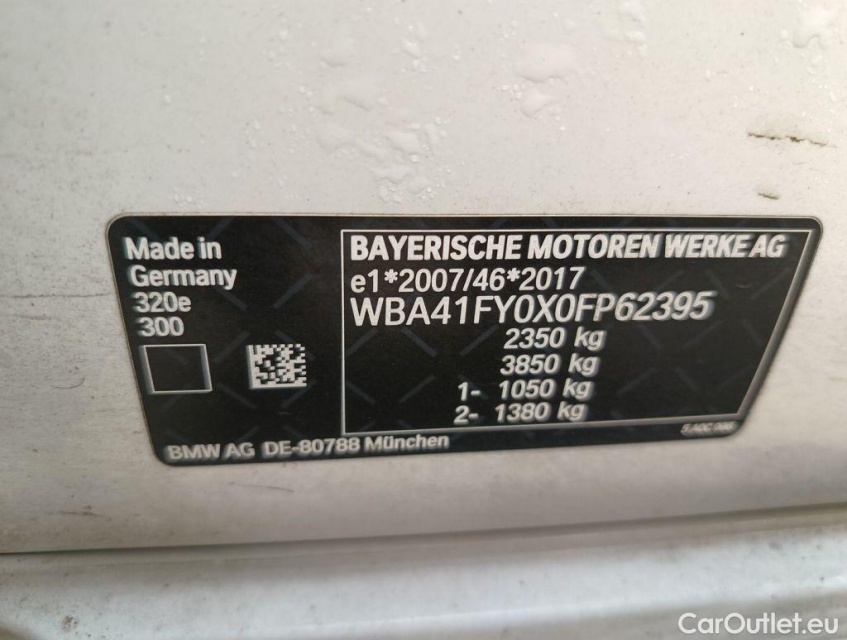 Made in
Germany
320e
300
BAYERISCHE MOTOREN WERKE AG
e1*2007/46*2017
WBA41FY0X0FP62395
2350 kg
3850 kg
1- 1050 kg
2- 1380 kg
BMW AG DE-80788 München
CarOutlet.eu